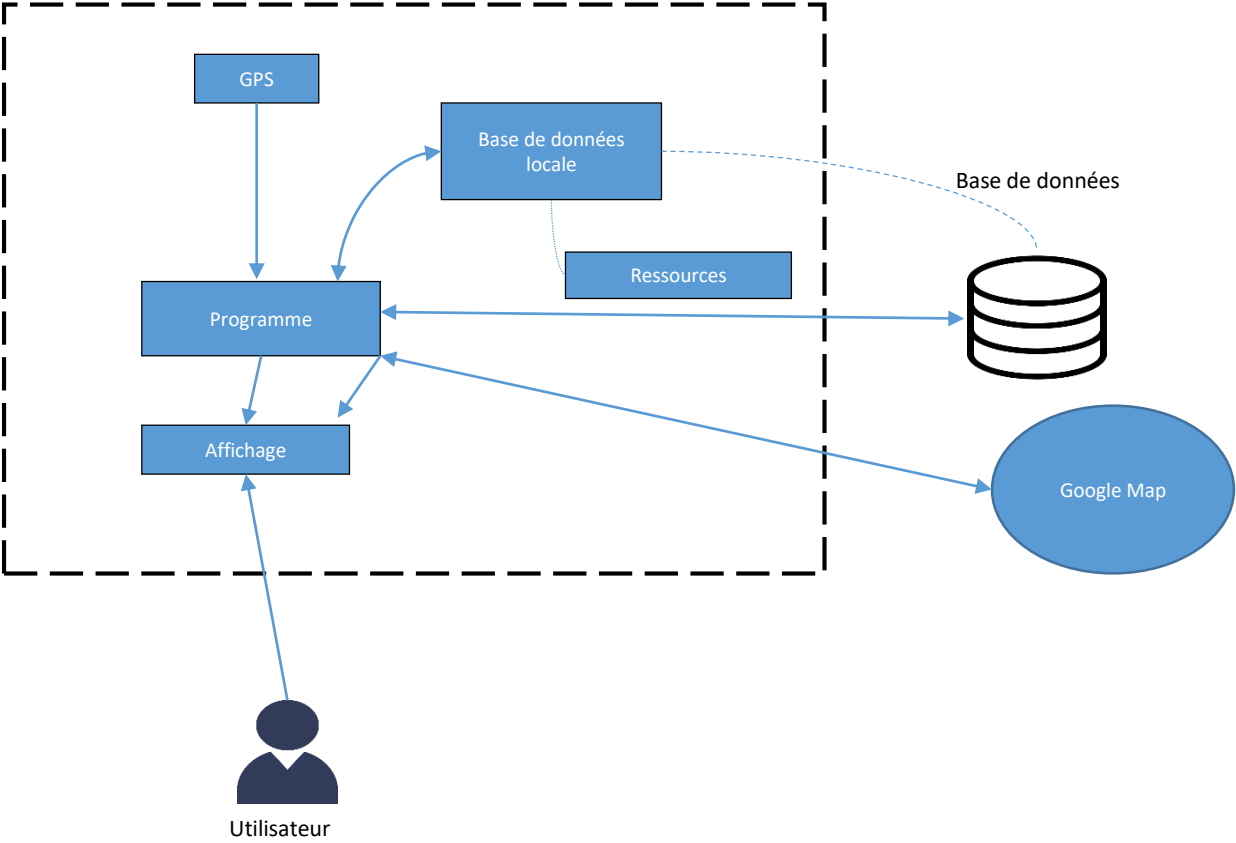 GPS
Base de données
locale
Base de données
Ressources
Programme
Affichage
Google Map
Utilisateur